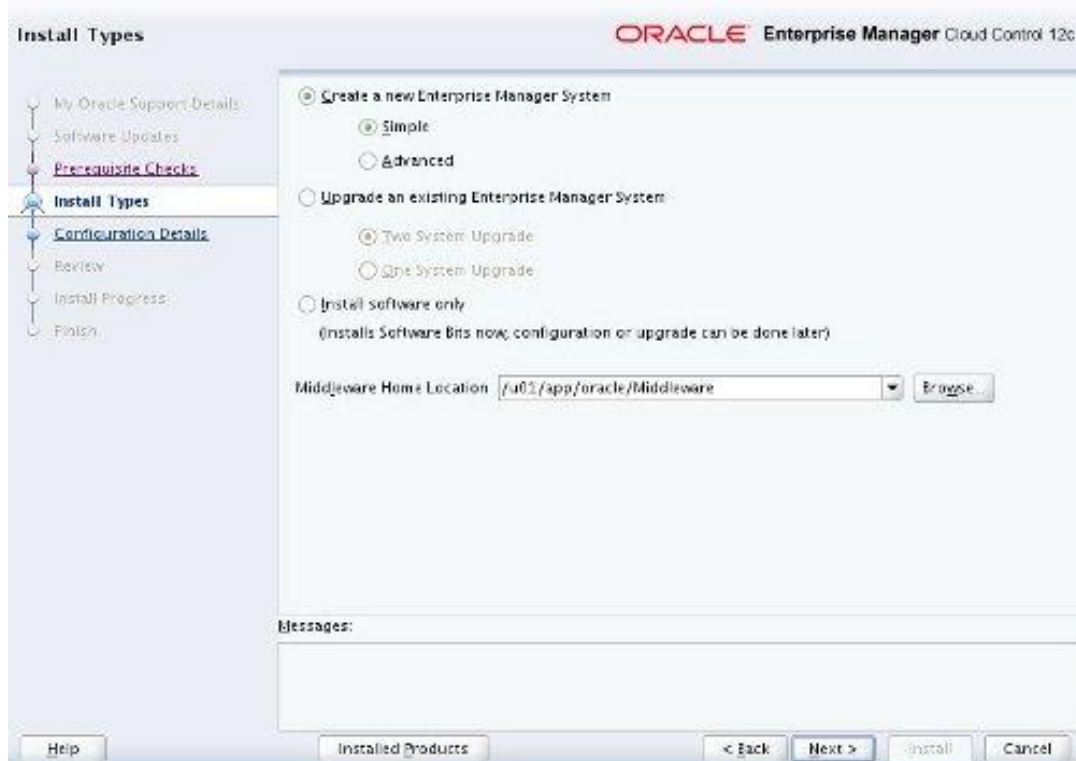 Install Types
ORACLE Enterprise Manager Cloud Control 12c
My Oracle Support Details
Software Updates
Prerequisite Checks
Install Types
Configuration Details
Review
Install Progress
Finish
Create a new Enterprise Manager System
Simple
Advanced
Upgrade an existing Enterprise Manager System
Two System Upgrade
One System Upgrade
Install software only
(Installs Software Bits now, configuration or upgrade can be done later)
Middleware Home Location /u01/app/oracle/Middleware Browse...
Messages:
Help Installed Products < Back Next > Install Cancel